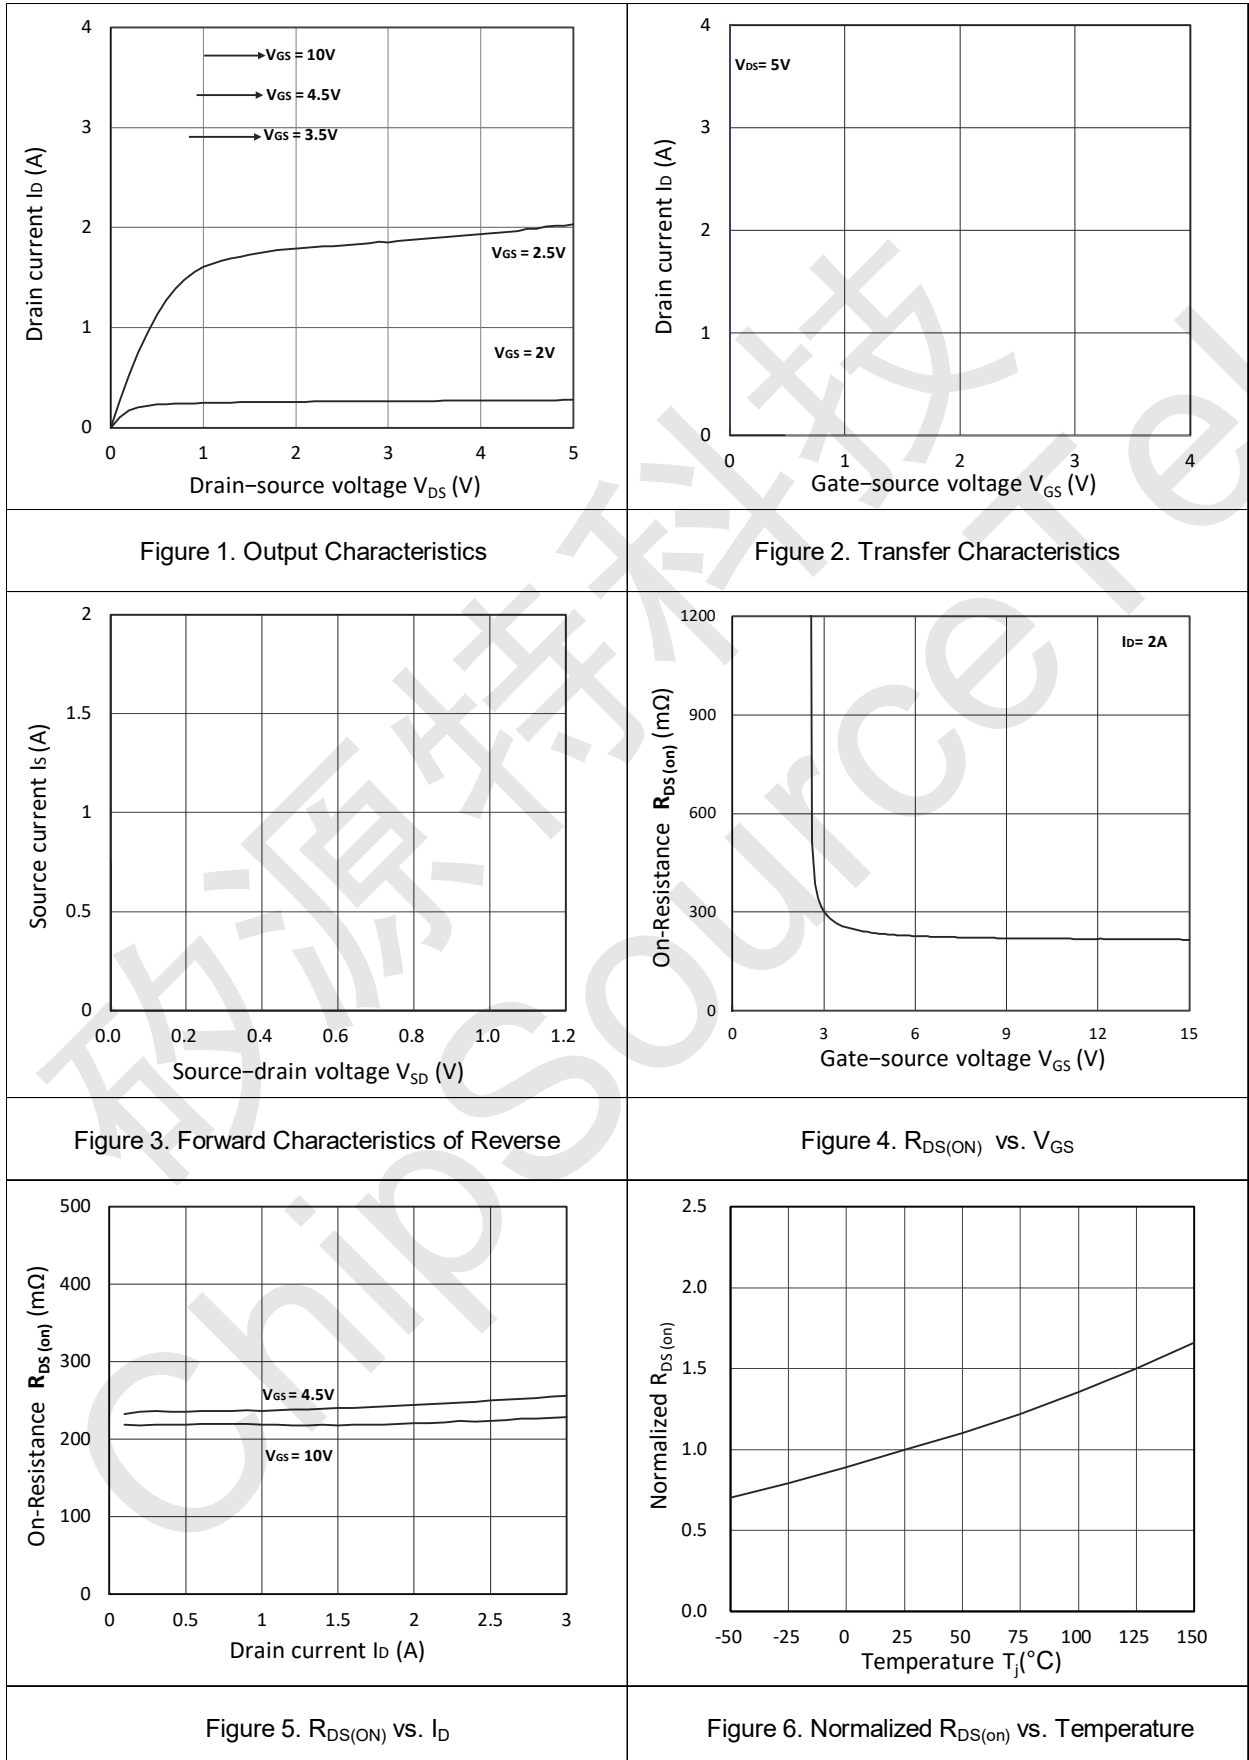 4
3
2
1
0
Drain current ID (A)
VGS = 10V
VGS = 4.5V
VGS = 3.5V
VGS = 2.5V
VGS = 2V
0 1 2 3 4 5
Drain−source voltage VDS (V)
Figure 1. Output Characteristics
4
3
2
1
0
Drain current ID (A)
VDS= 5V
0 1 2 3 4
Gate−source voltage VGS (V)
Figure 2. Transfer Characteristics
2
1.5
1
0.5
0
Source current IS (A)
0.0 0.2 0.4 0.6 0.8 1.0 1.2
Source−drain voltage VSD (V)
Figure 3. Forward Characteristics of Reverse
1200
900
600
300
0
On-Resistance RDS(on) (mΩ)
ID= 2A
0 3 6 9 12 15
Gate−source voltage VGS (V)
Figure 4. RDS(ON) vs. VGS
500
400
300
200
100
0
On-Resistance RDS(on) (mΩ)
VGS = 4.5V
VGS = 10V
0 0.5 1 1.5 2 2.5 3
Drain current ID (A)
Figure 5. RDS(ON) vs. ID
2.5
2.0
1.5
1.0
0.5
0.0
Normalized RDS(on)
-50 -25 0 25 50 75 100 125 150
Temperature Tj(°C)
Figure 6. Normalized RDS(on) vs. Temperature
矽源特科技
ChipSource